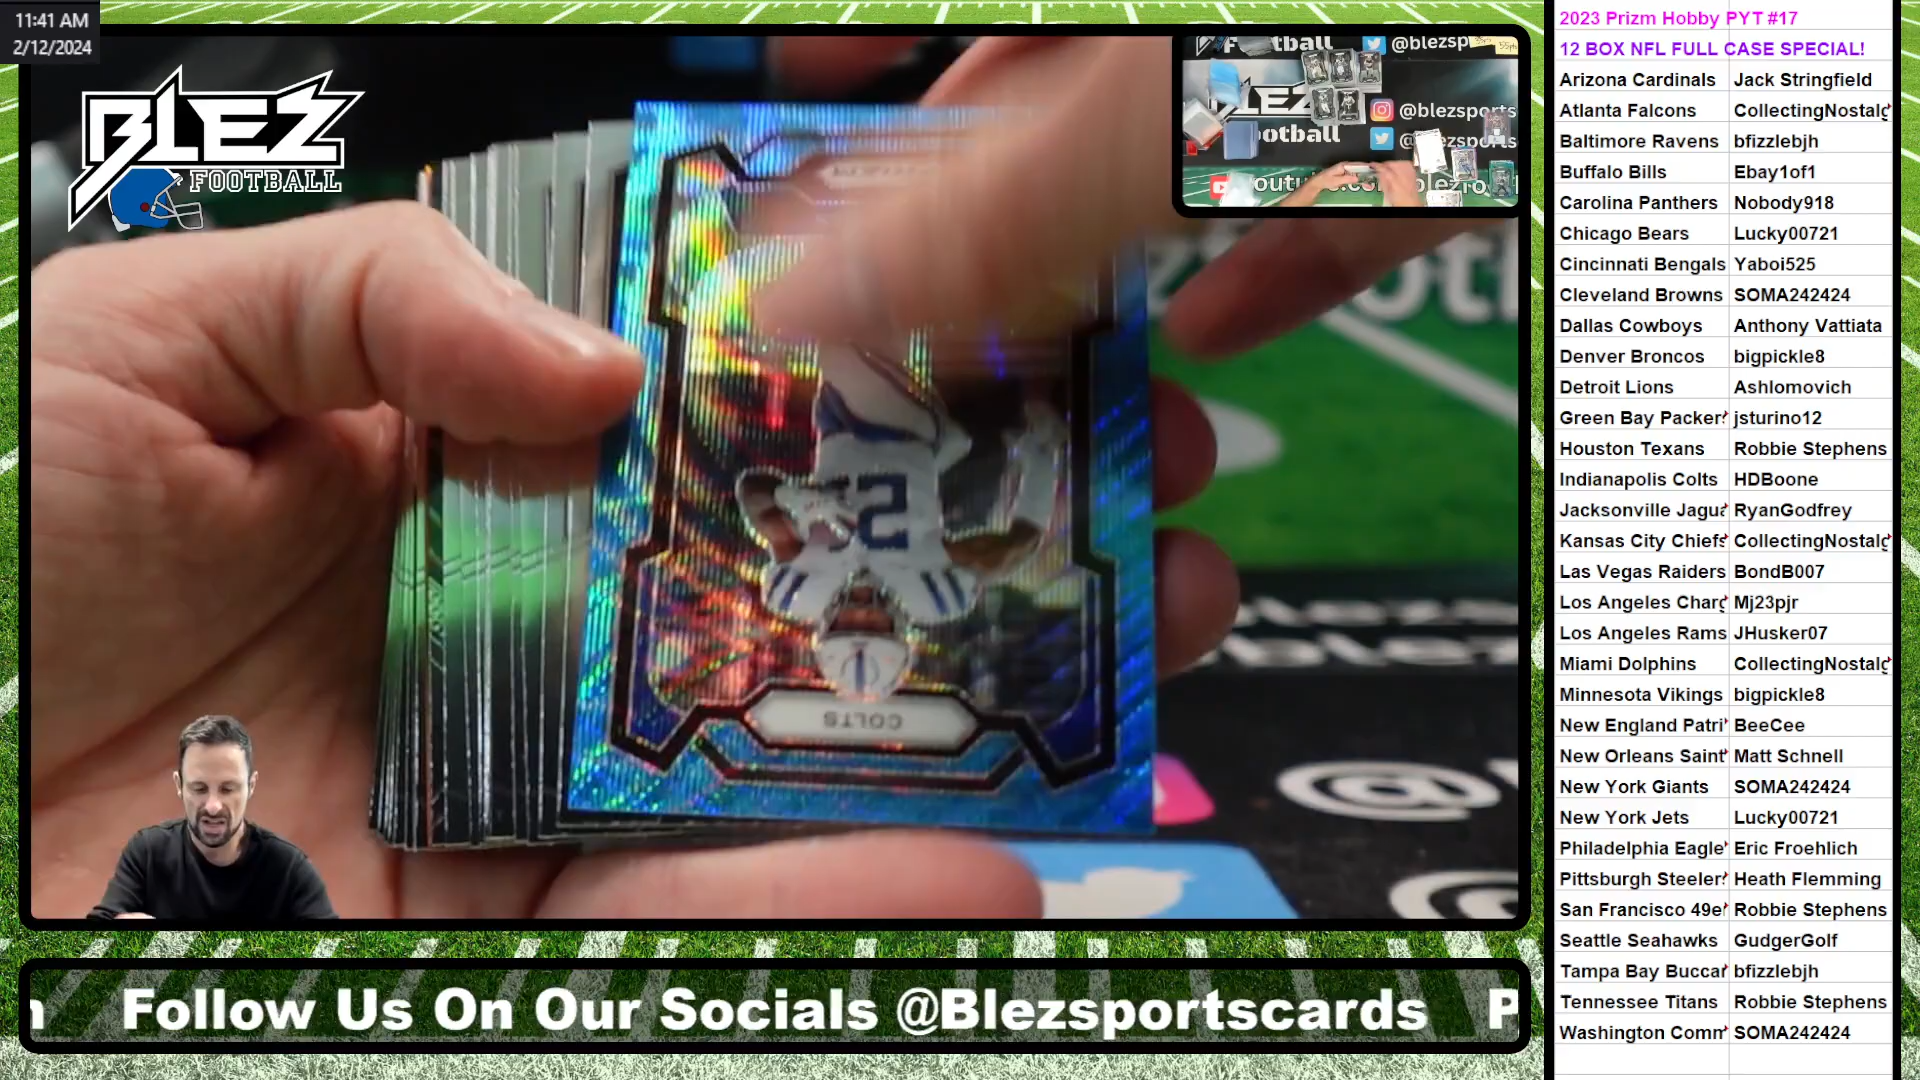 11:41 AM
2/12/2024
BLEZ
FOOTBALL
COLTS
Football
@blezsp
BLEZ
@blezsports
football
Follow Us On Our Socials @Blezsportscards
2023 Prizm Hobby PYT #17
12 BOX NFL FULL CASE SPECIAL!
Arizona Cardinals Jack Stringfield
Atlanta Falcons CollectingNostalg
Baltimore Ravens bfizzlebjh
Buffalo Bills Ebay1of1
Carolina Panthers Nobody918
Chicago Bears Lucky00721
Cincinnati Bengals Yaboi525
Cleveland Browns SOMA242424
Dallas Cowboys Anthony Vattiata
Denver Broncos bigpickle8
Detroit Lions Ashlomovich
Green Bay Packer jsturino12
Houston Texans Robbie Stephens
Indianapolis Colts HDBoone
Jacksonville Jagua RyanGodfrey
Kansas City Chiefs CollectingNostalg
Las Vegas Raiders BondB007
Los Angeles Charg Mj23pjr
Los Angeles Rams JHusker07
Miami Dolphins CollectingNostalg
Minnesota Vikings bigpickle8
New England Patri BeeCee
New Orleans Saint Matt Schnell
New York Giants SOMA242424
New York Jets Lucky00721
Philadelphia Eagle Eric Froehlich
Pittsburgh Steeler Heath Flemming
San Francisco 49e Robbie Stephens
Seattle Seahawks GudgerGolf
Tampa Bay Buccan bfizzlebjh
Tennessee Titans Robbie Stephens
Washington Comm SOMA242424